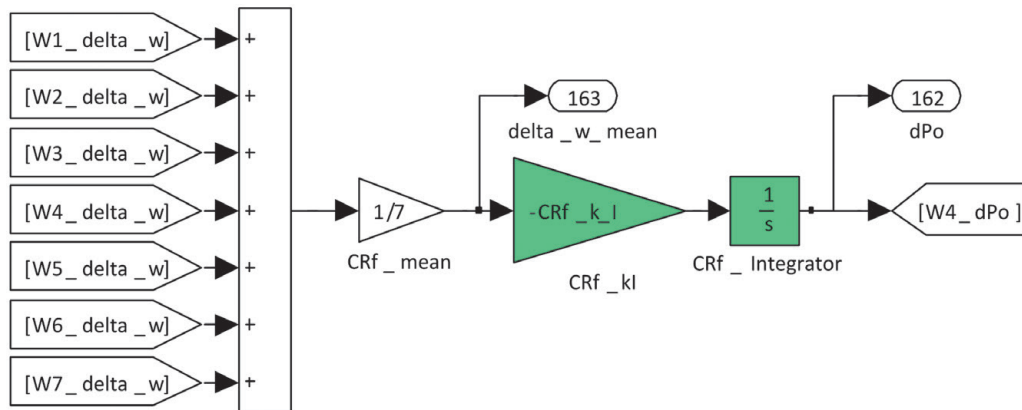 [W1_ delta _w]
+
[W2_ delta _w]
+
[W3_ delta _w]
+
[W4_ delta _w]
+
[W5_ delta _w]
+
[W6_ delta _w]
+
[W7_ delta _w]
+
1/7
CRf _ mean
163
delta _w_ mean
-CRf _k_I
CRf _kI
1
s
CRf _ Integrator
162
dPo
[W4_ dPo ]